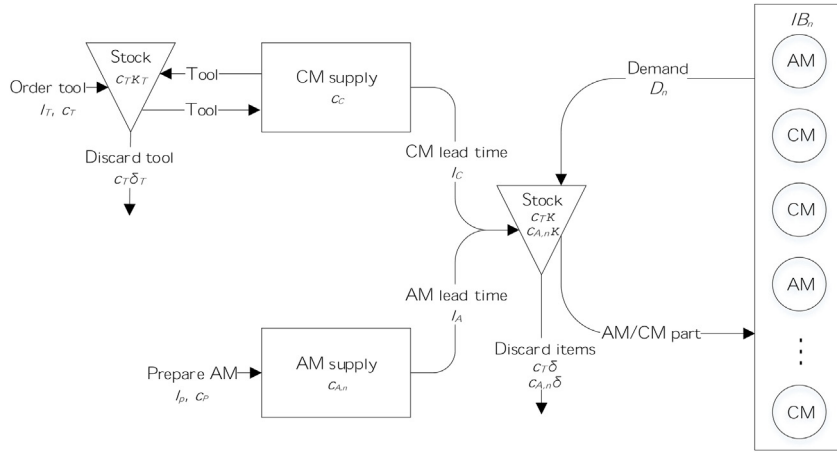 Stock
c_T κ_T
Order tool
l_T, c_T
Tool
Tool
Discard tool
c_T δ_T
CM supply
c_C
CM lead time
l_C
Prepare AM
l_p, c_P
AM supply
c_{A,n}
AM lead time
l_A
Stock
c_T κ
c_{A,n} κ
Discard items
c_T δ
c_{A,n} δ
Demand
D_n
AM/CM part
IB_n
AM
CM
CM
AM
CM